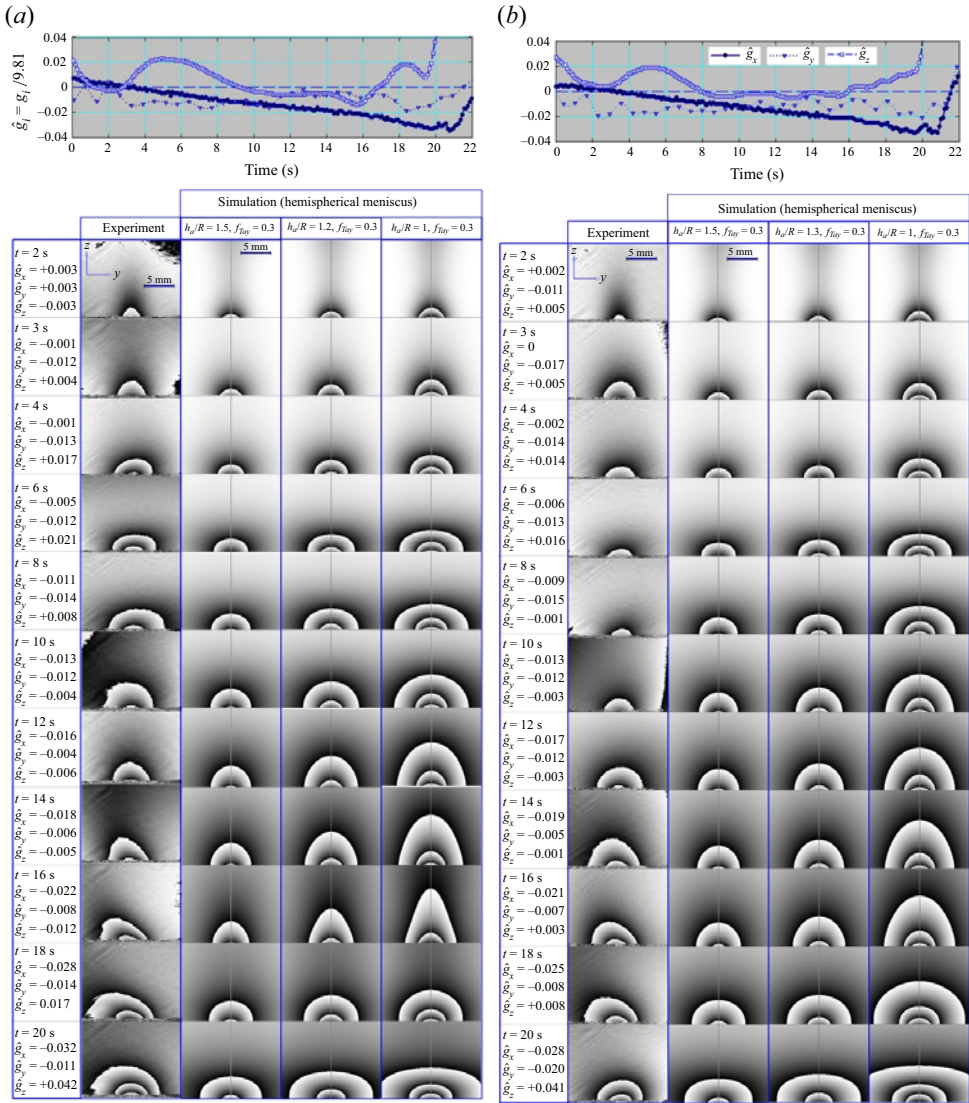 (a)
(b)
ĝi = gi /9.81
0.04
0.02
0
−0.02
−0.04
0 2 4 6 8 10 12 14 16 18 20 22
Time (s)
0.04
0.02
0
−0.02
−0.04
ĝx ĝy ĝz
0 2 4 6 8 10 12 14 16 18 20 22
Time (s)
Simulation (hemispherical meniscus)
Experiment
ha/R = 1.5, fTay = 0.3
ha/R = 1.2, fTay = 0.3
ha/R = 1, fTay = 0.3
z
y
5 mm
5 mm
t = 2 s
ĝx = +0.003
ĝy = +0.003
ĝz = −0.003
t = 3 s
ĝx = −0.001
ĝy = −0.012
ĝz = +0.004
t = 4 s
ĝx = −0.001
ĝy = −0.013
ĝz = +0.017
t = 6 s
ĝx = −0.005
ĝy = −0.012
ĝz = +0.021
t = 8 s
ĝx = −0.011
ĝy = −0.014
ĝz = +0.008
t = 10 s
ĝx = −0.013
ĝy = −0.012
ĝz = −0.004
t = 12 s
ĝx = −0.016
ĝy = −0.004
ĝz = −0.006
t = 14 s
ĝx = −0.018
ĝy = −0.006
ĝz = −0.005
t = 16 s
ĝx = −0.022
ĝy = −0.008
ĝz = −0.012
t = 18 s
ĝx = −0.028
ĝy = −0.014
ĝz = 0.017
t = 20 s
ĝx = −0.032
ĝy = −0.011
ĝz = +0.042
Simulation (hemispherical meniscus)
Experiment
ha/R = 1.5, fTay = 0.3
ha/R = 1.3, fTay = 0.3
ha/R = 1, fTay = 0.3
z
y
5 mm
5 mm
t = 2 s
ĝx = +0.002
ĝy = −0.011
ĝz = +0.005
t = 3 s
ĝx = 0
ĝy = −0.017
ĝz = +0.005
t = 4 s
ĝx = −0.002
ĝy = −0.014
ĝz = +0.014
t = 6 s
ĝx = −0.006
ĝy = −0.013
ĝz = +0.016
t = 8 s
ĝx = −0.009
ĝy = −0.015
ĝz = −0.001
t = 10 s
ĝx = −0.013
ĝy = −0.012
ĝz = −0.003
t = 12 s
ĝx = −0.017
ĝy = −0.012
ĝz = −0.003
t = 14 s
ĝx = −0.019
ĝy = −0.005
ĝz = −0.001
t = 16 s
ĝx = −0.021
ĝy = −0.007
ĝz = +0.003
t = 18 s
ĝx = −0.025
ĝy = −0.008
ĝz = +0.008
t = 20 s
ĝx = −0.028
ĝy = −0.020
ĝz = +0.041